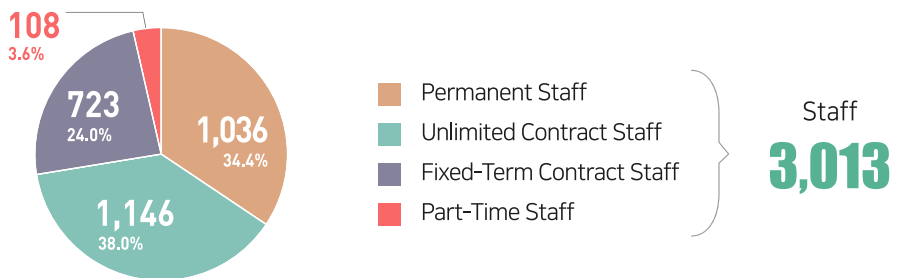 108
3.6%
723
24.0%
1,036
34.4%
1,146
38.0%
Permanent Staff
Unlimited Contract Staff
Fixed-Term Contract Staff
Part-Time Staff
Staff
3,013